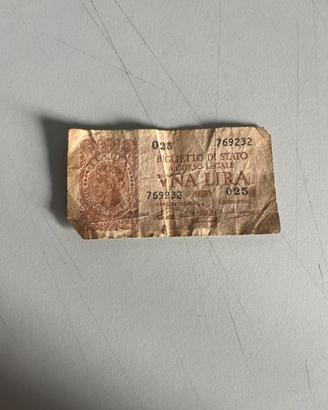 025 769232
BIGLIETTO DI STATO
A CORSO LEGALE
VNA LIRA
769232 025